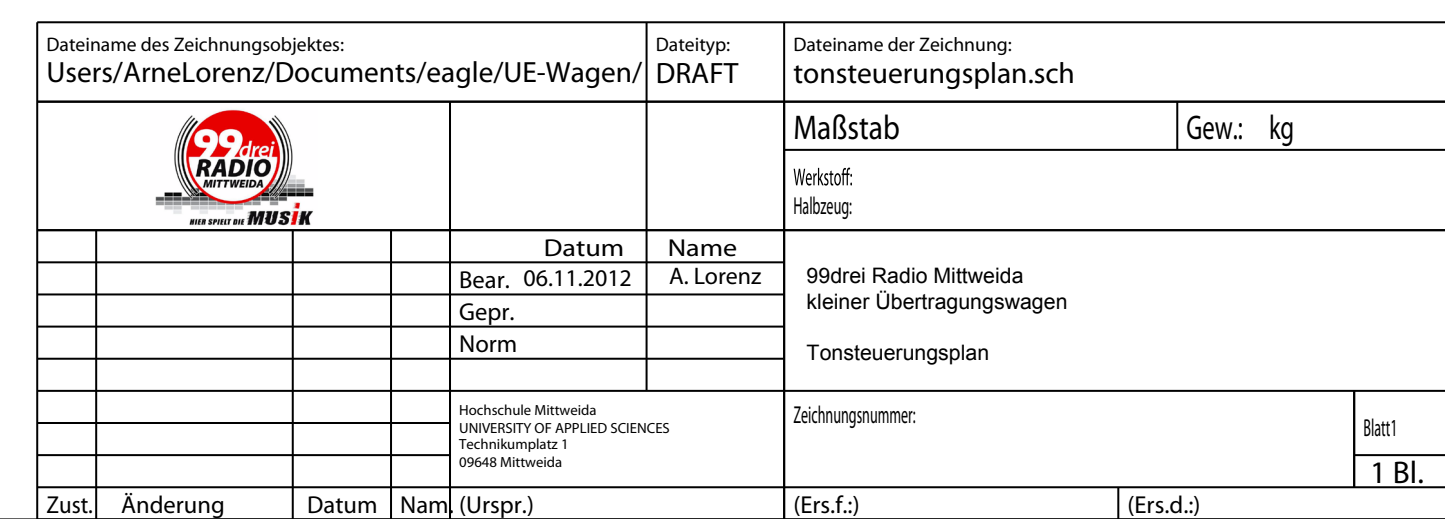 Dateiname des Zeichnungsobjektes:
Users/ArneLorenz/Documents/eagle/UE-Wagen/
Dateityp:
DRAFT
Dateiname der Zeichnung:
tonsteuerungsplan.sch
99drei
RADIO
MITTWEIDA
HIER SPIELT DIE MUSiK
Maßstab
Gew.: kg
Werkstoff:
Halbzeug:
Datum Name
Bear. 06.11.2012 A. Lorenz
Gepr.
Norm
99drei Radio Mittweida
kleiner Übertragungswagen
Tonsteuerungsplan
Hochschule Mittweida
UNIVERSITY OF APPLIED SCIENCES
Technikumplatz 1
09648 Mittweida
Zeichnungsnummer:
Blatt1
1 Bl.
Zust. Änderung Datum Nam. (Urspr.) (Ers.f.:) (Ers.d.:)